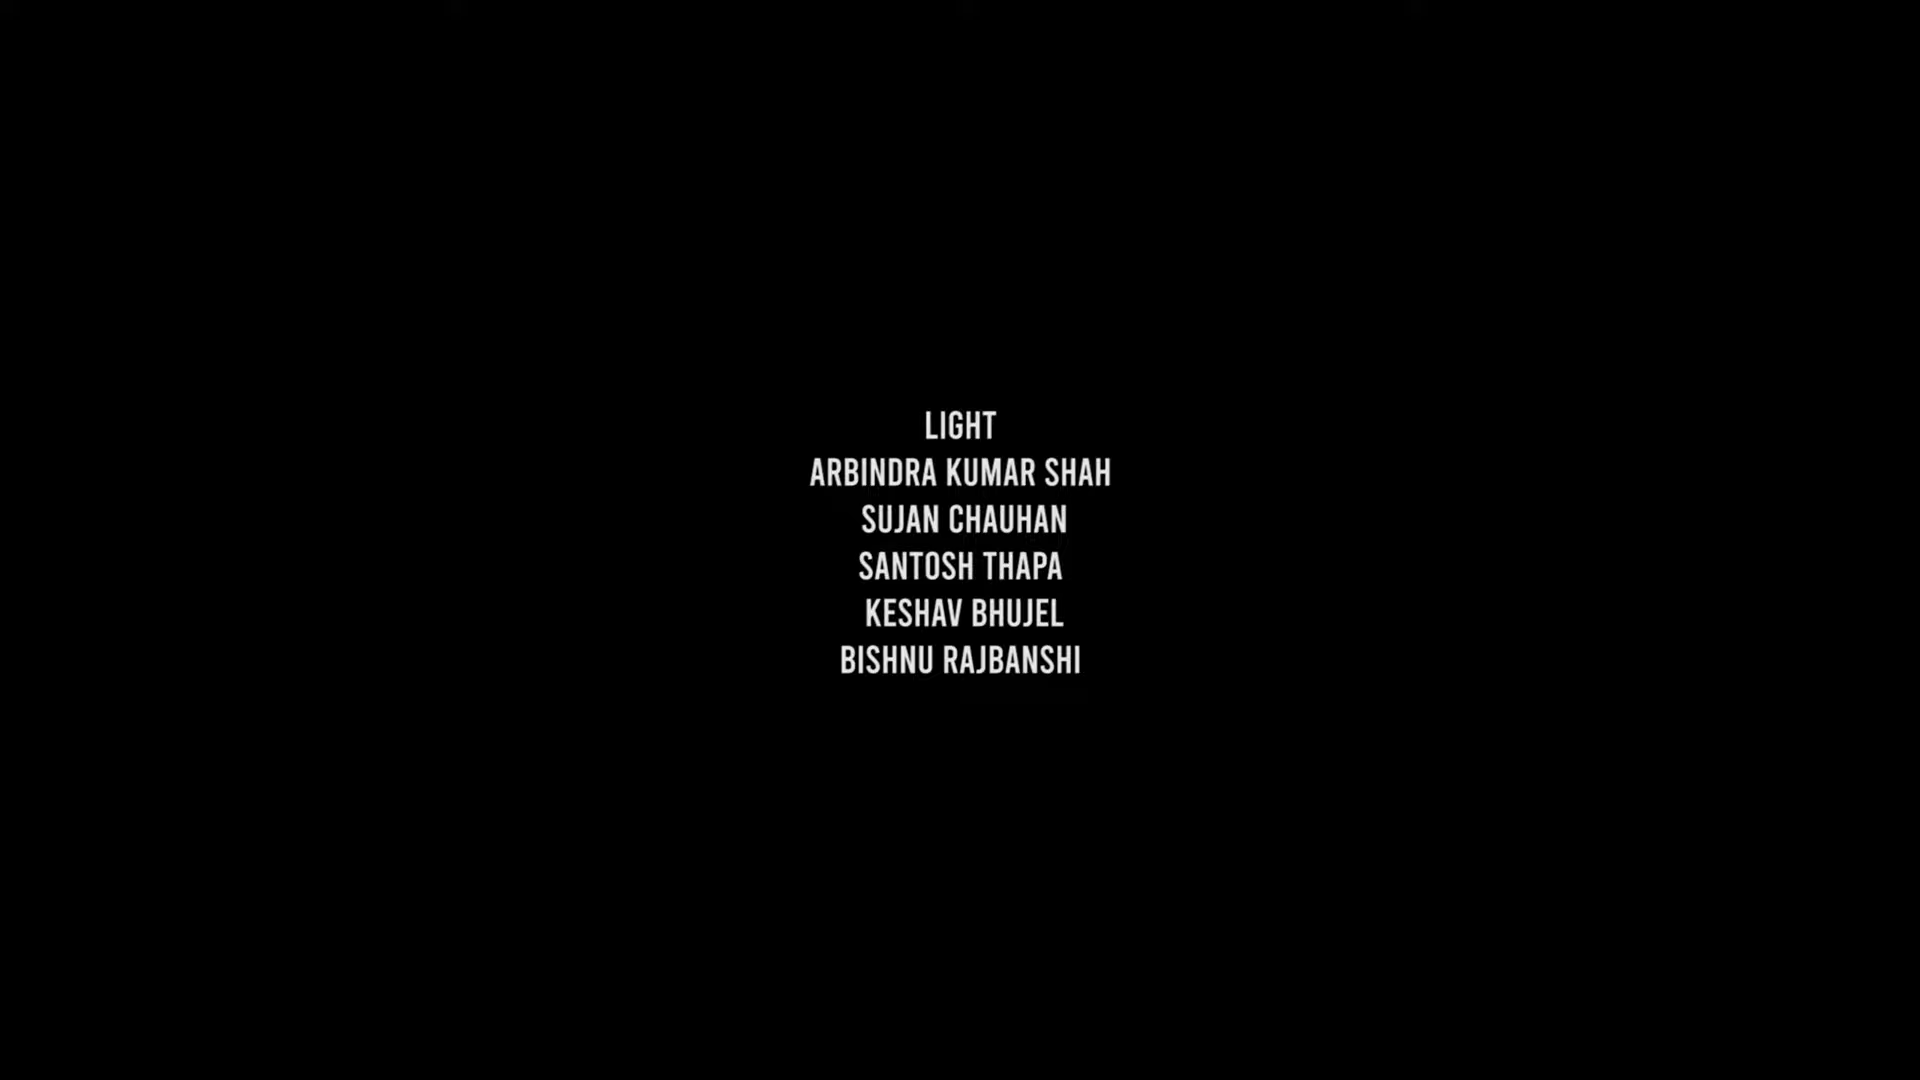 LIGHT
ARBINDRA KUMAR SHAH
SUJAN CHAUHAN
SANTOSH THAPA
KESHAV BHUJEL
BISHNU RAJBANSHI